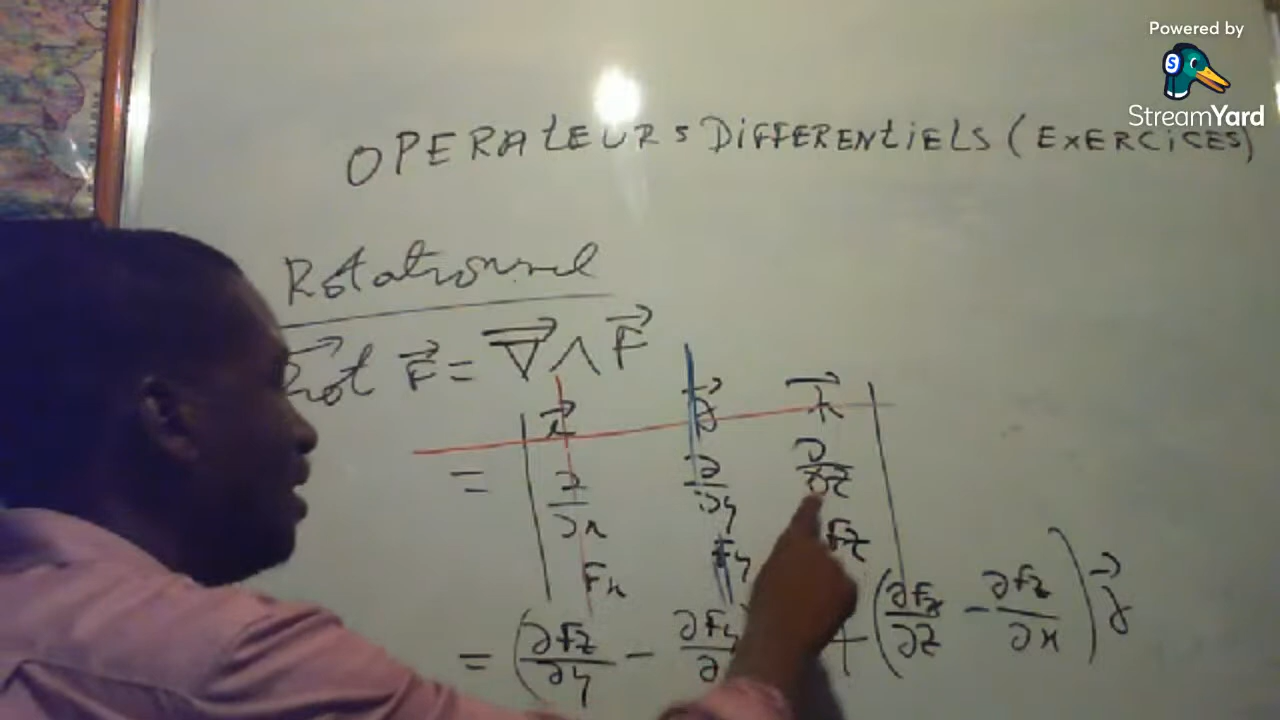 Powered by
StreamYard
OPERATEURS DIFFERENTIELS (EXERCICES)
Rotationnel
rot F = ∇ ∧ F
i j k
= ∂/∂x ∂/∂y ∂/∂z
Fx Fy Fz
= (∂Fz/∂y - ∂Fy/∂ + (∂Fx/∂z - ∂Fz/∂x) j